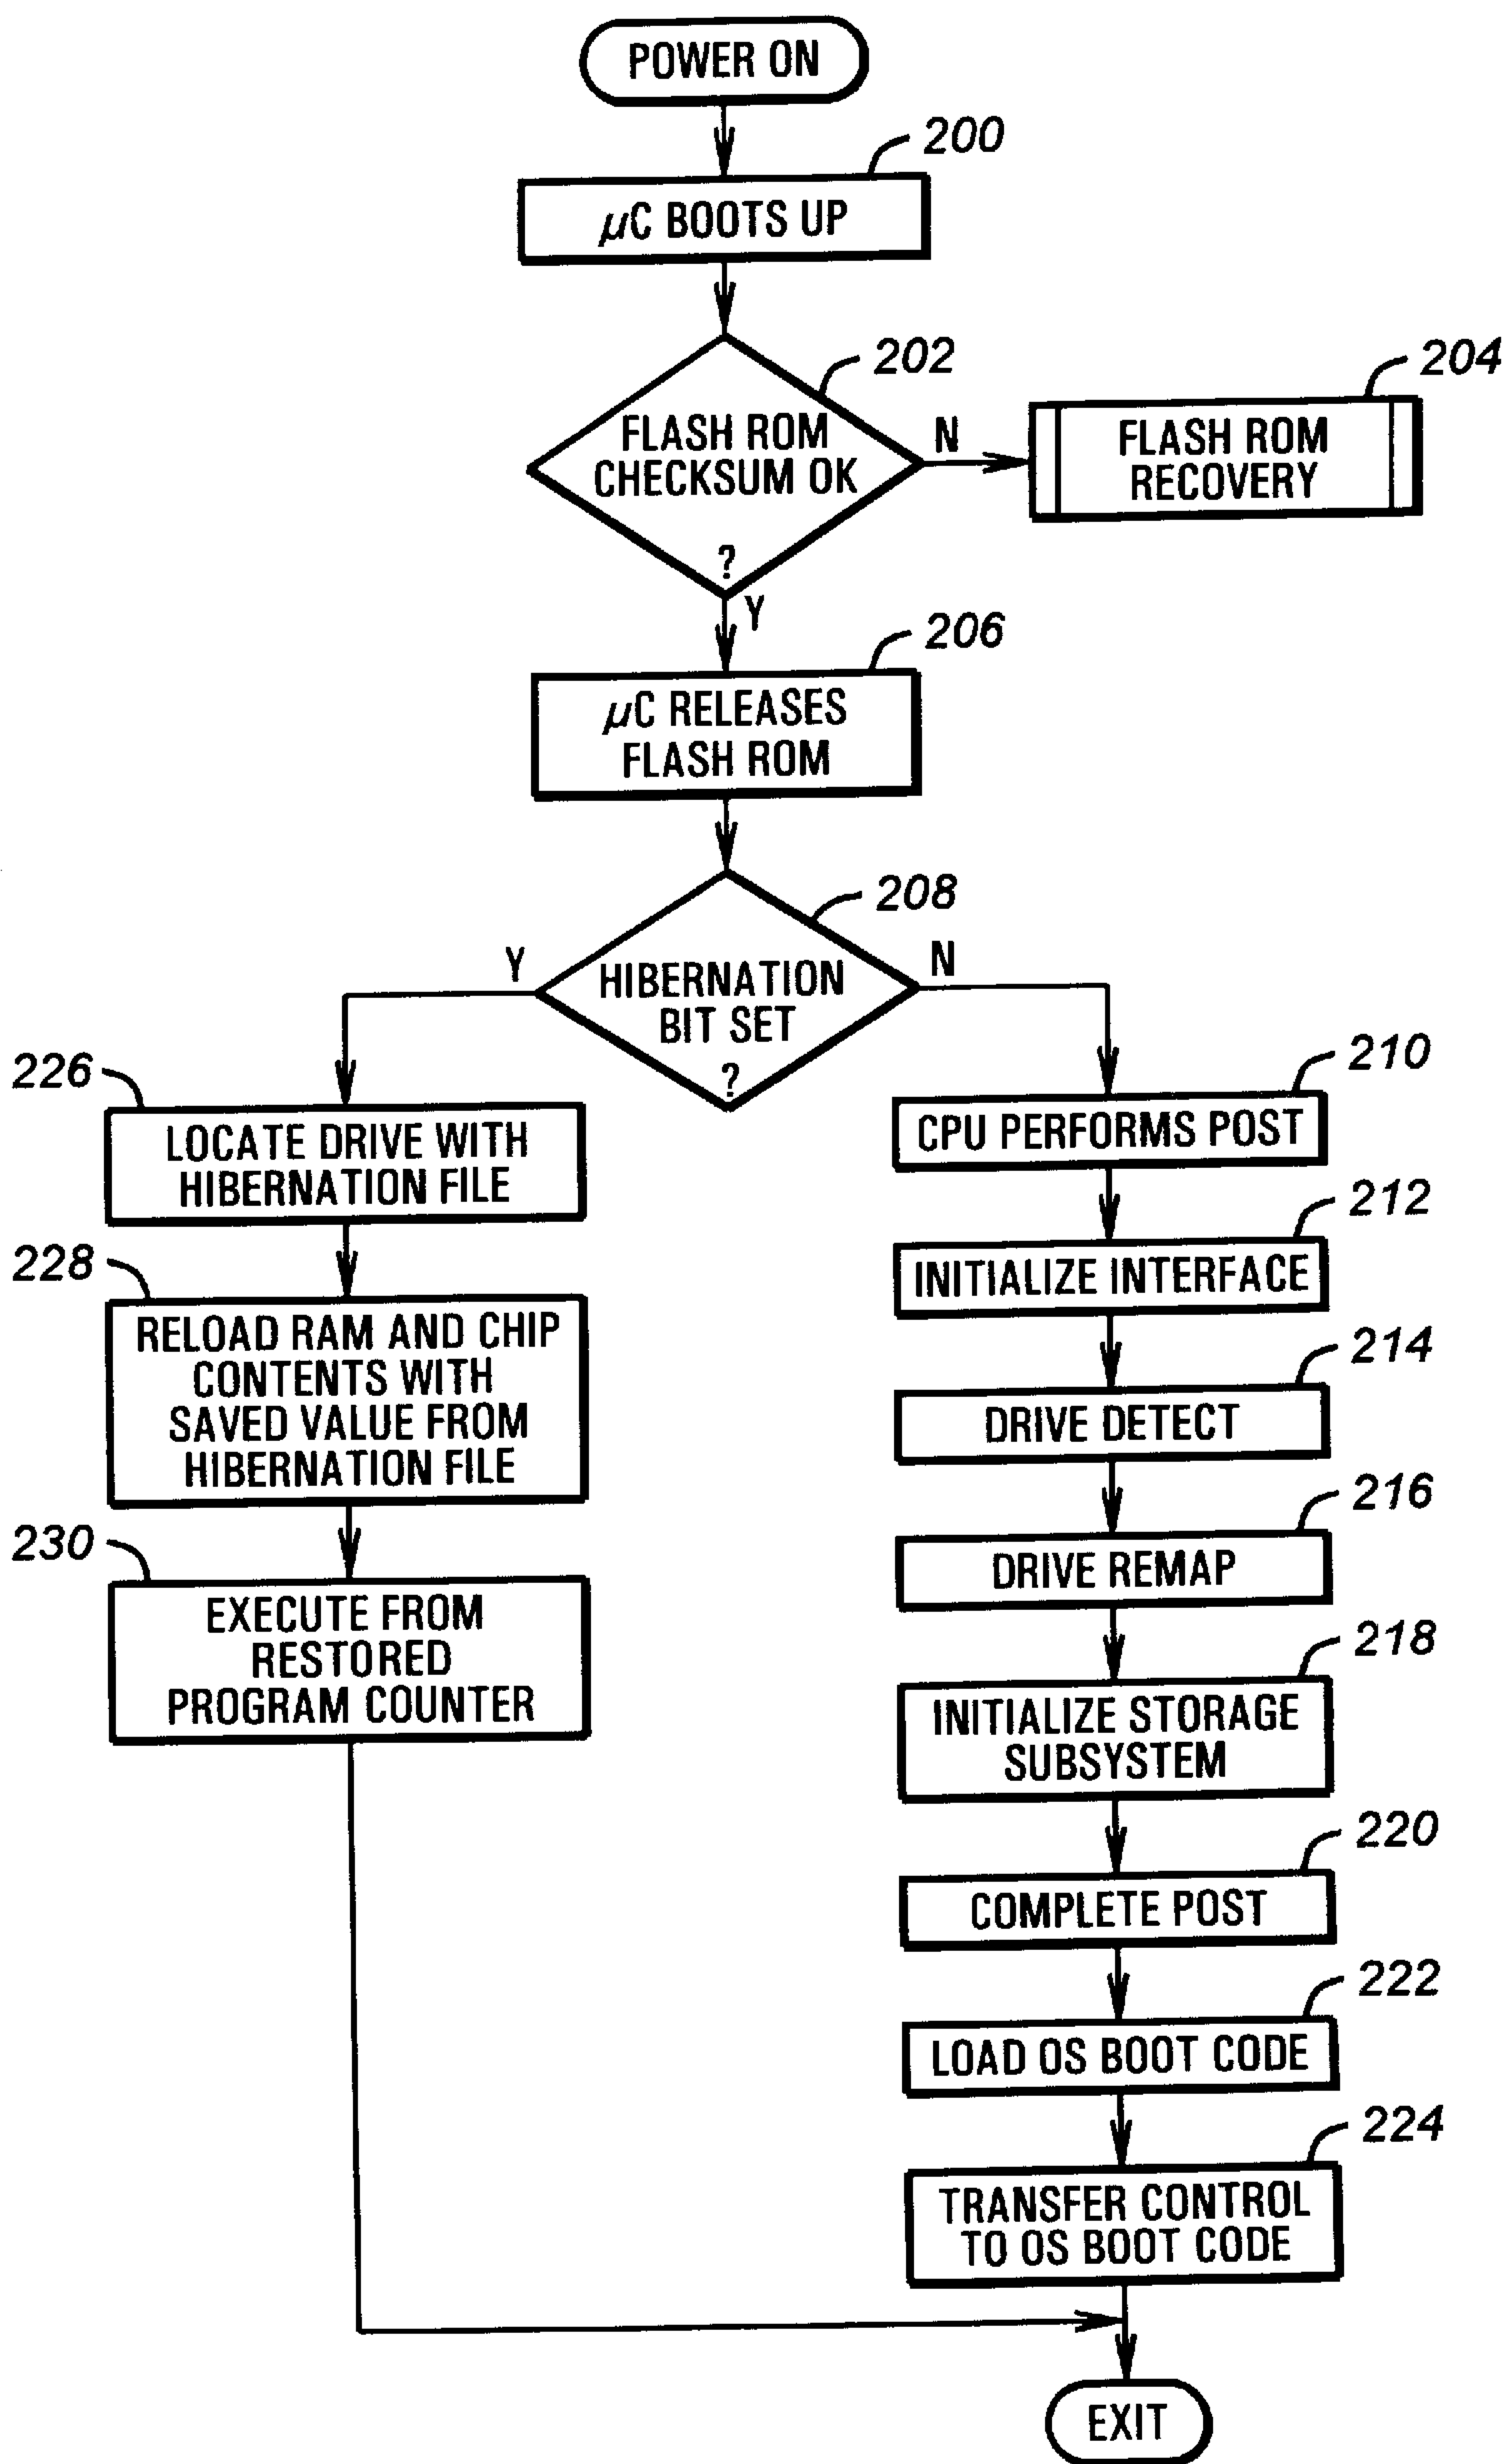 POWER ON
200
μC BOOTS UP
202
FLASH ROM
CHECKSUM OK
?
N
204
FLASH ROM
RECOVERY
Y
206
μC RELEASES
FLASH ROM
208
HIBERNATION
BIT SET
?
Y
N
226
LOCATE DRIVE WITH
HIBERNATION FILE
228
RELOAD RAM AND CHIP
CONTENTS WITH
SAVED VALUE FROM
HIBERNATION FILE
230
EXECUTE FROM
RESTORED
PROGRAM COUNTER
210
CPU PERFORMS POST
212
INITIALIZE INTERFACE
214
DRIVE DETECT
216
DRIVE REMAP
218
INITIALIZE STORAGE
SUBSYSTEM
220
COMPLETE POST
222
LOAD OS BOOT CODE
224
TRANSFER CONTROL
TO OS BOOT CODE
EXIT